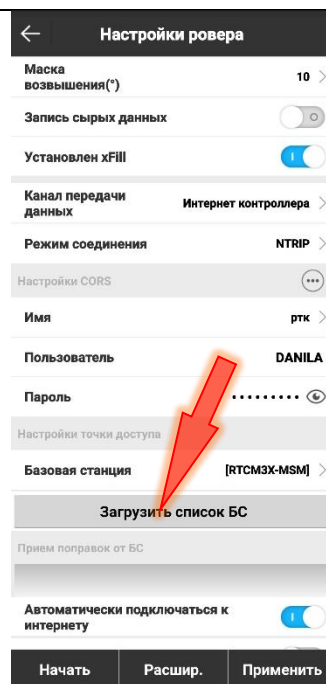 Настройки ровера
Маска
возвышения(°)
10
Запись сырых данных
Установлен xFill
Канал передачи
данных
Интернет контроллера
Режим соединения
NTRIP
Настройки CORS
Имя
ртк
Пользователь
DANILA
Пароль
Настройки точки доступа
Базовая станция
[RTCM3X-MSM]
Загрузить список БС
Прием поправок от БС
Автоматически подключаться к
интернету
Начать
Расшир.
Применить